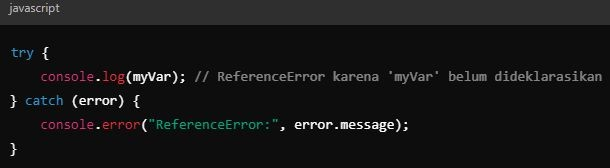 javascript
try {
    console.log(myVar); // ReferenceError karena 'myVar' belum dideklarasikan
} catch (error) {
    console.error("ReferenceError:", error.message);
}